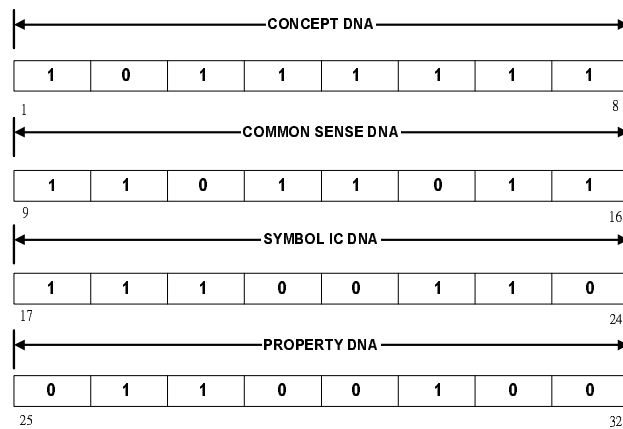 CONCEPT DNA
1 0 1 1 1 1 1 1
1 8
COMMON SENSE DNA
1 1 0 1 1 0 1 1
9 16
SYMBOL IC DNA
1 1 1 0 0 1 1 0
17 24
PROPERTY DNA
0 1 1 0 0 1 0 0
25 32